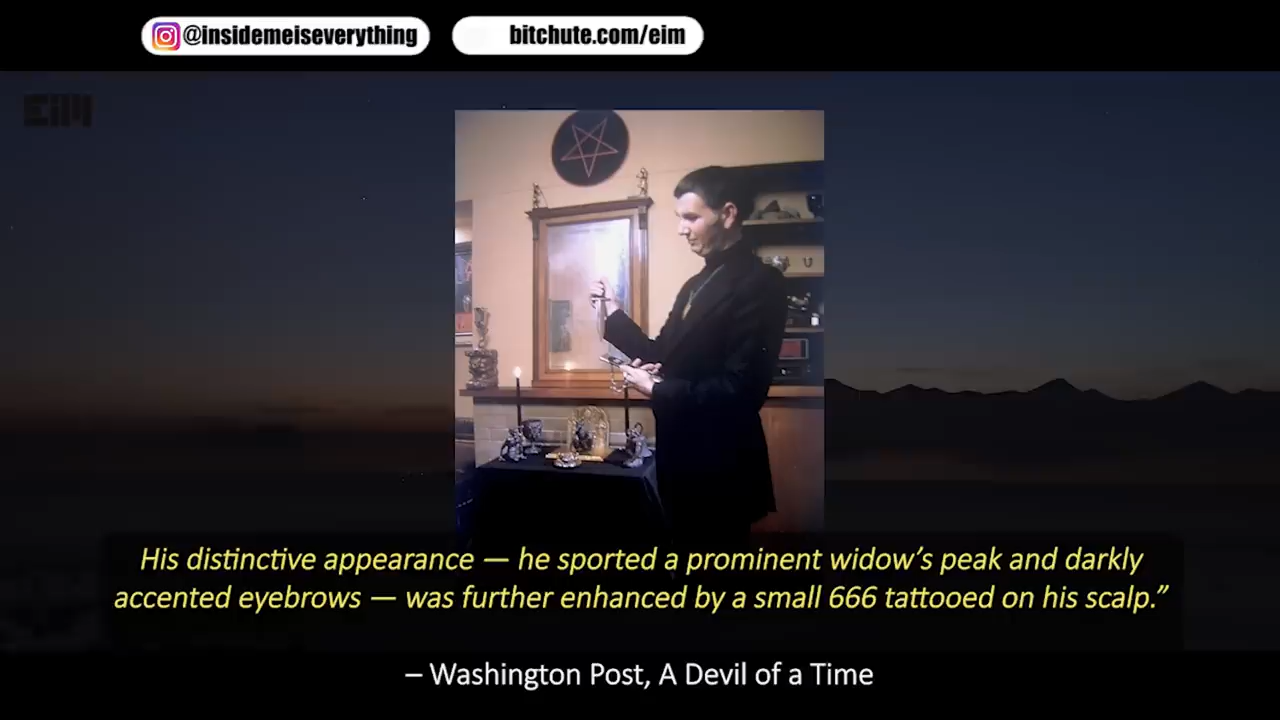 @insidemeiseverything
bitchute.com/eim
EiM
His distinctive appearance — he sported a prominent widow’s peak and darkly
accented eyebrows — was further enhanced by a small 666 tattooed on his scalp.”
– Washington Post, A Devil of a Time